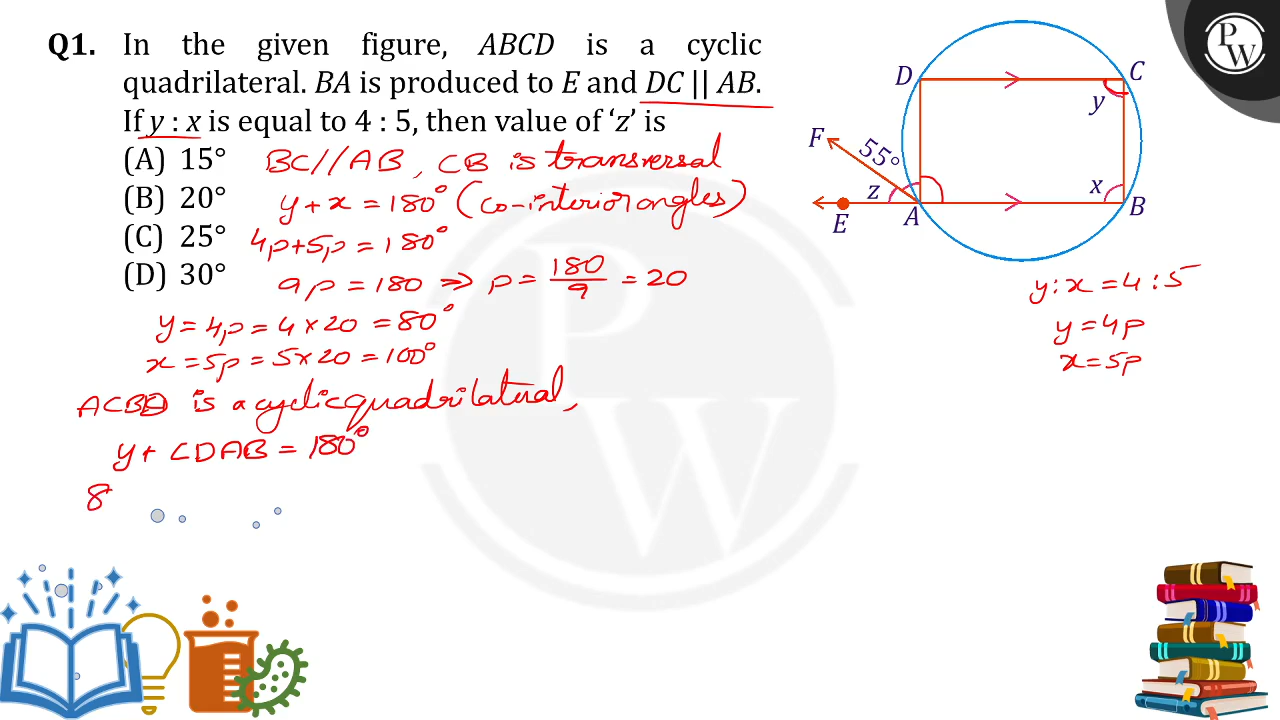 Q1. In the given figure, ABCD is a cyclic
quadrilateral. BA is produced to E and DC || AB.
If y : x is equal to 4 : 5, then value of ‘z’ is
(A) 15°
(B) 20°
(C) 25°
(D) 30°
BC//AB, CB is transversal
y + x = 180° (co-interior angles)
4p+5p = 180°
9p = 180 ⇒ p = 180/9 = 20
y = 4p = 4 × 20 = 80°
x = 5p = 5 × 20 = 100°
ACBD is a cyclic quadrilateral,
y + ∠DAB = 180°
8
D
C
y
F
55°
z
x
E
A
B
y : x = 4 : 5
y = 4p
x = 5p
PW
PW